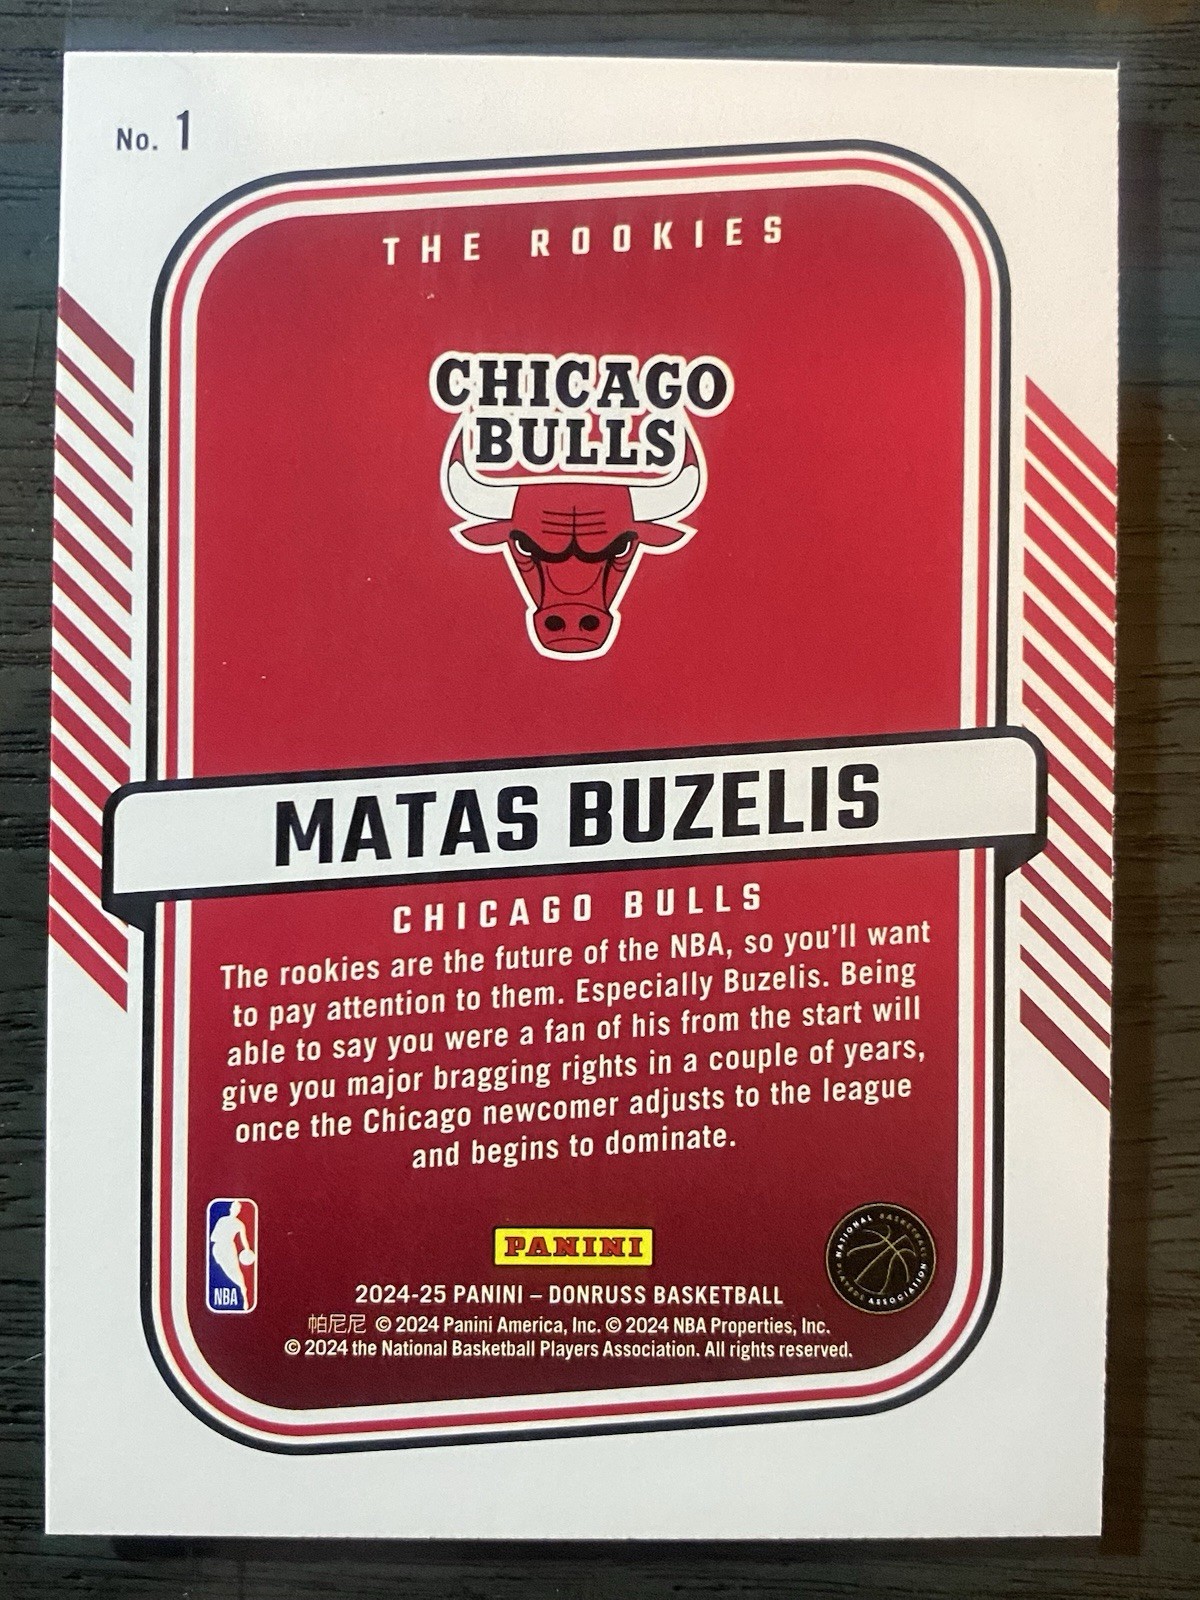 No. 1
THE ROOKIES
CHICAGO
BULLS
MATAS BUZELIS
CHICAGO BULLS
The rookies are the future of the NBA, so you'll want
to pay attention to them. Especially Buzelis. Being
able to say you were a fan of his from the start will
give you major bragging rights in a couple of years,
once the Chicago newcomer adjusts to the league
and begins to dominate.
NBA
PANINI
NATIONAL BASKETBALL PLAYERS ASSOCIATION
2024-25 PANINI – DONRUSS BASKETBALL
帕尼尼 © 2024 Panini America, Inc. © 2024 NBA Properties, Inc.
© 2024 the National Basketball Players Association. All rights reserved.